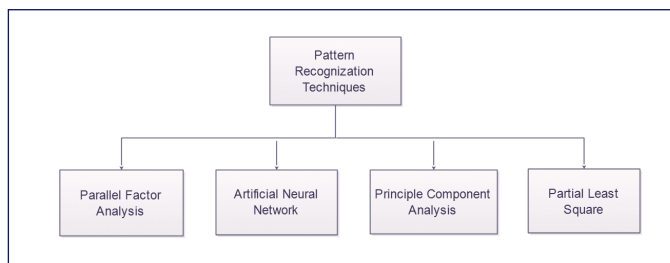 Pattern
Recognization
Techniques
Parallel Factor
Analysis
Artificial Neural
Network
Principle Component
Analysis
Partial Least
Square